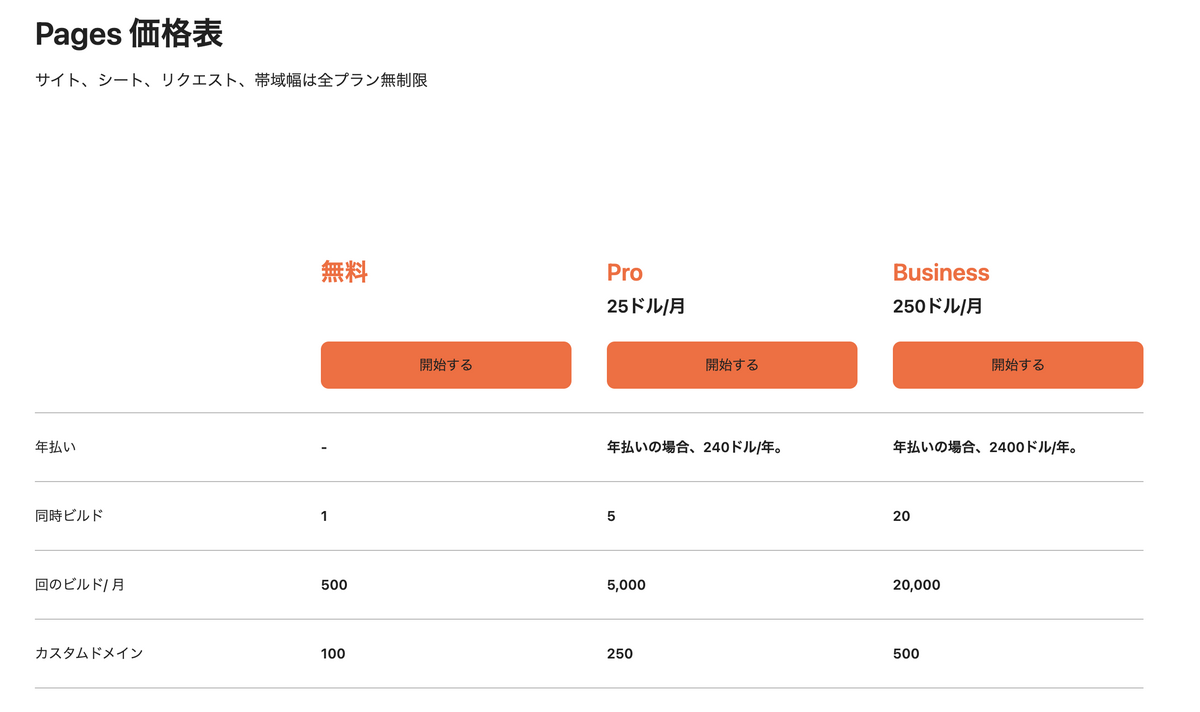 Pages 価格表
サイト、シート、リクエスト、帯域幅は全プラン無制限
無料 Pro Business
25ドル/月 250ドル/月
開始する 開始する 開始する
年払い - 年払いの場合、240ドル/年。 年払いの場合、2400ドル/年。
同時ビルド 1 5 20
回のビルド/ 月 500 5,000 20,000
カスタムドメイン 100 250 500